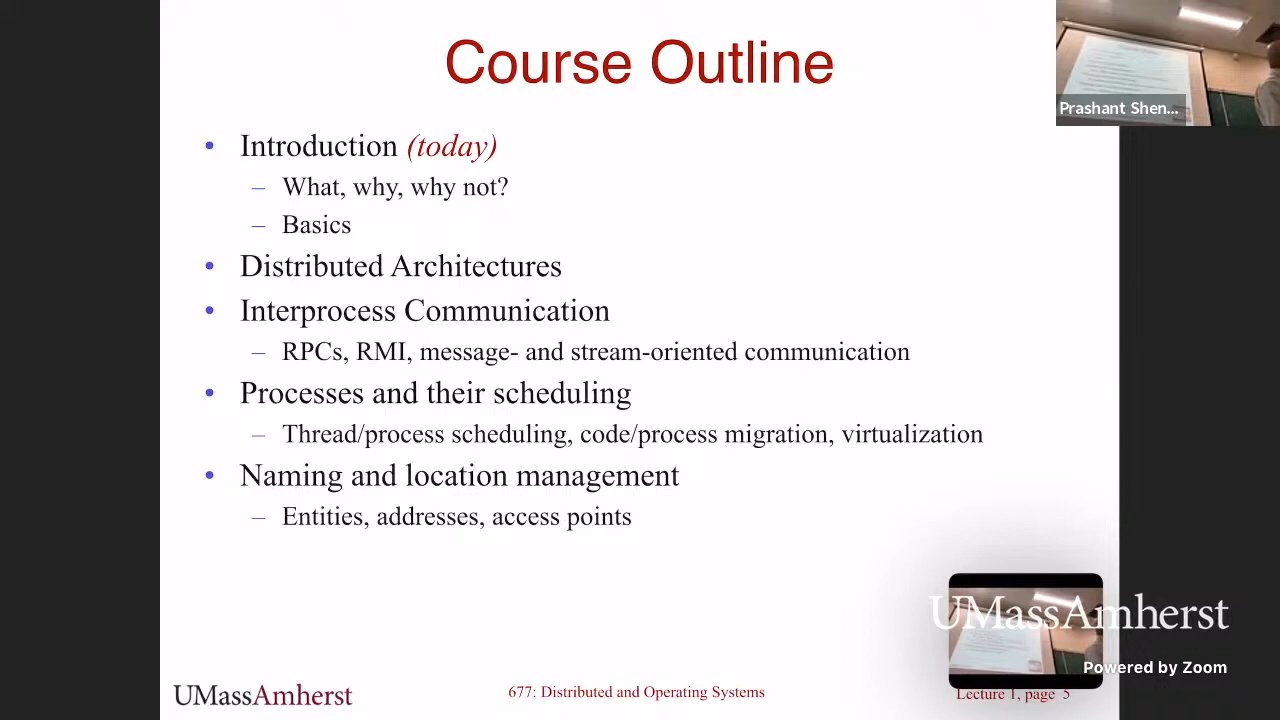 Course Outline
Prashant Shen...
• Introduction (today)
– What, why, why not?
– Basics
• Distributed Architectures
• Interprocess Communication
– RPCs, RMI, message- and stream-oriented communication
• Processes and their scheduling
– Thread/process scheduling, code/process migration, virtualization
• Naming and location management
– Entities, addresses, access points
UMassAmherst
Powered by Zoom
UMassAmherst
677: Distributed and Operating Systems
Lecture 1, page 5